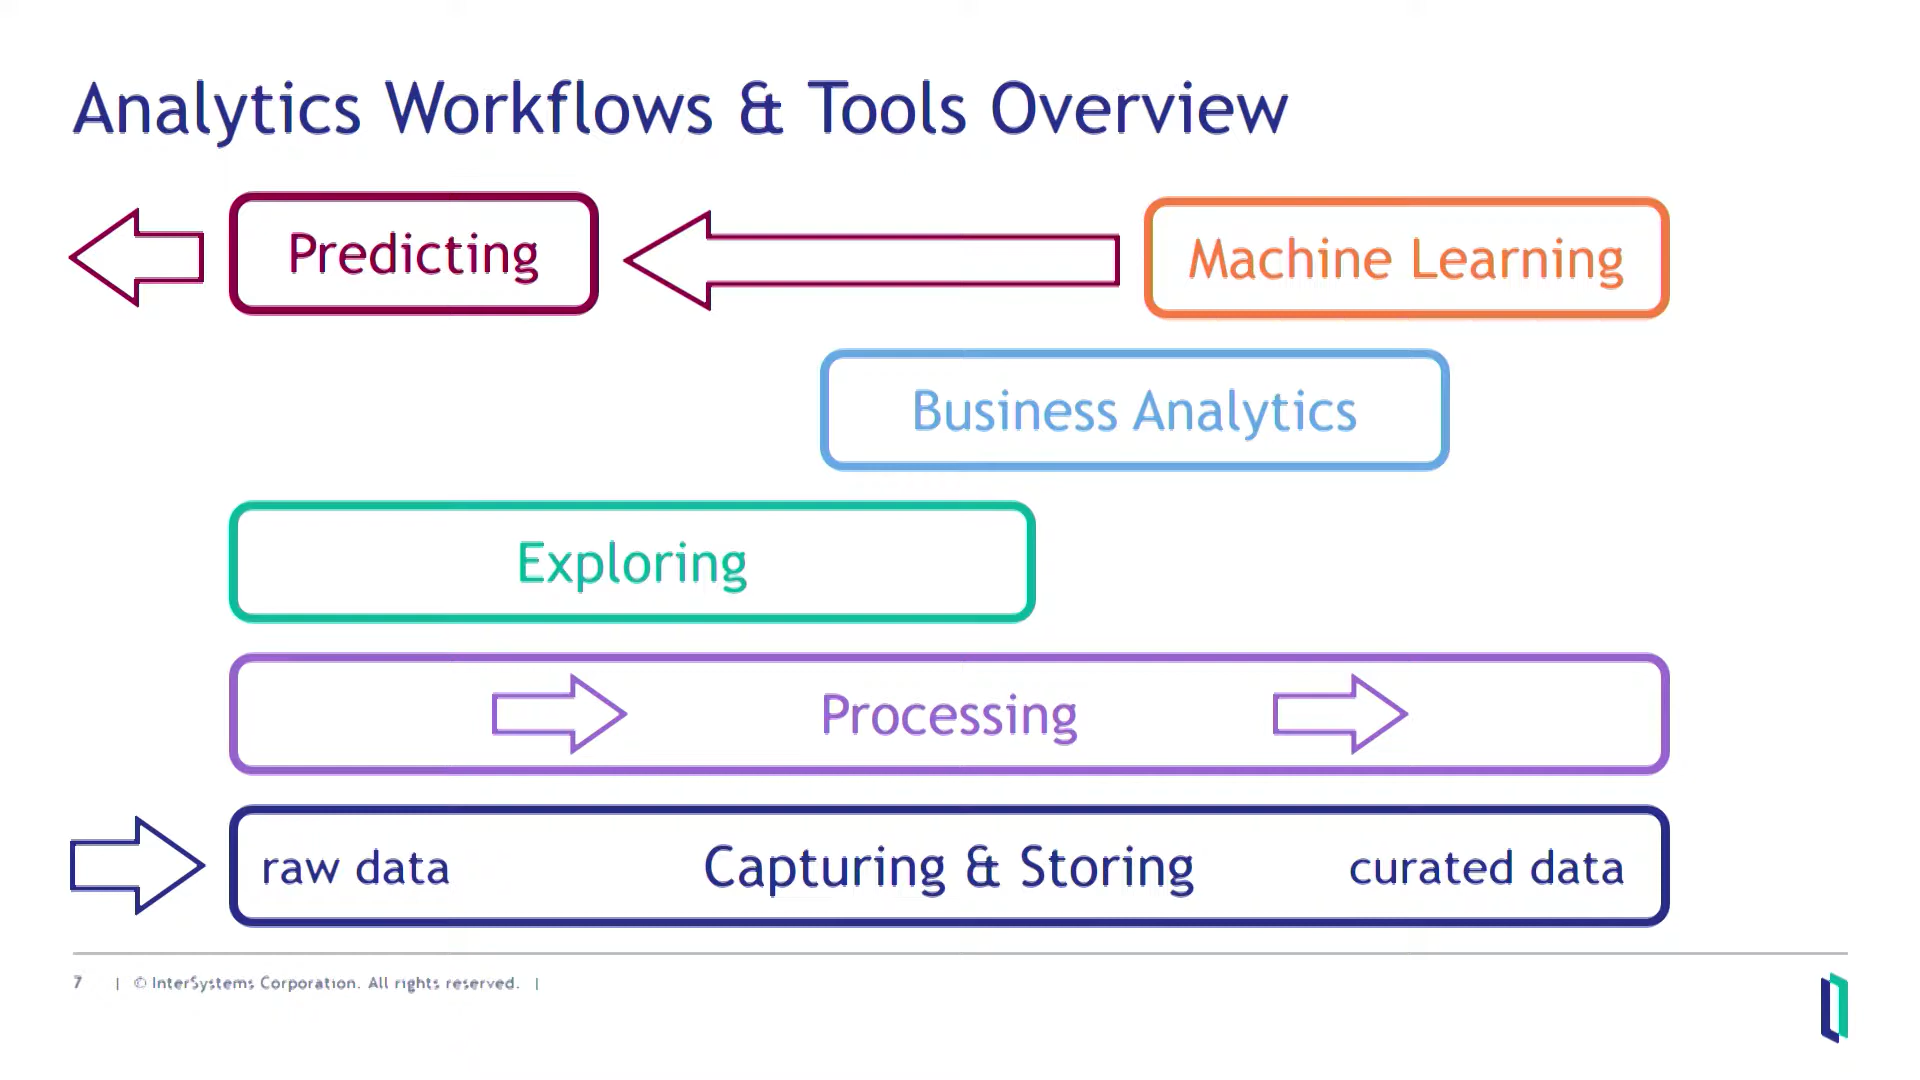 Analytics Workflows & Tools Overview
Predicting
Machine Learning
Business Analytics
Exploring
Processing
raw data
Capturing & Storing
curated data
7 | © InterSystems Corporation. All rights reserved. |